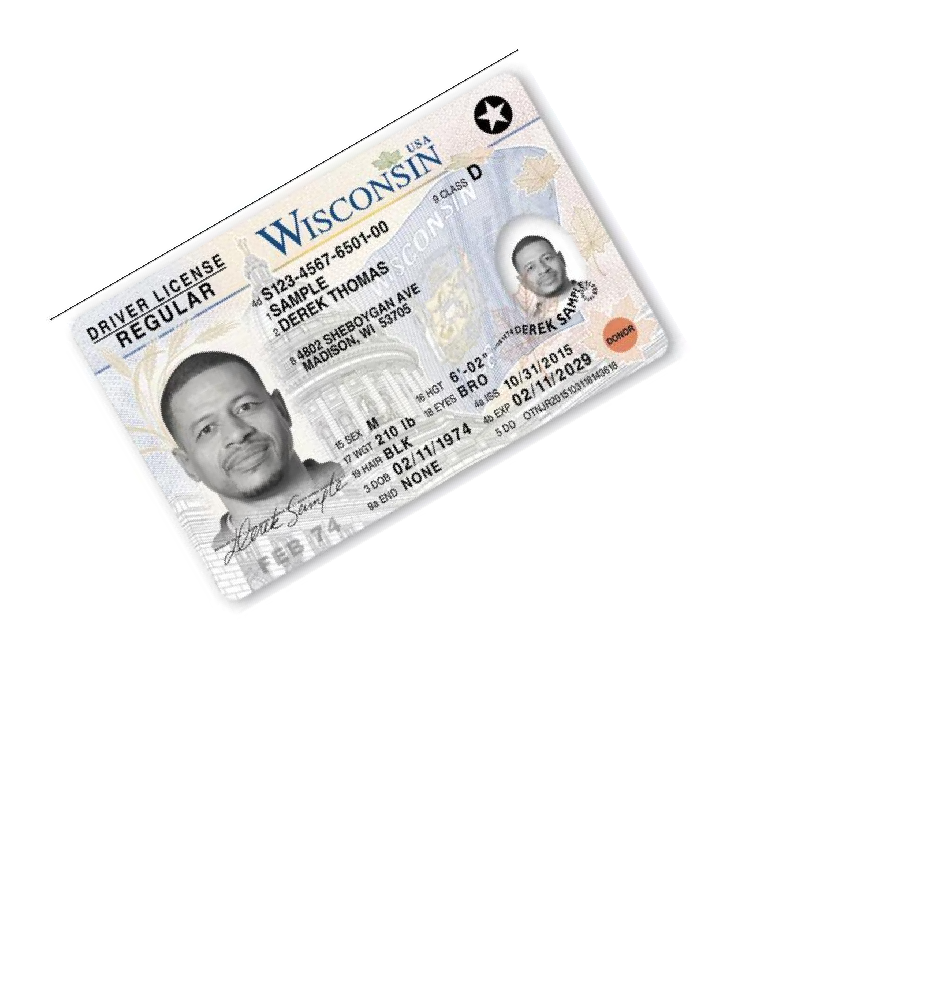 USA
WISCONSIN
DRIVER LICENSE
REGULAR
9 CLASS D
4d S123-4567-6501-00
1 SAMPLE
2 DEREK THOMAS
8 4802 SHEBOYGAN AVE
MADISON, WI 53705
WISCONSIN
DEREK SAMPLE
DONOR
15 SEX M
16 HGT 6'-02"
17 WGT 210 lb
18 EYES BRO
19 HAIR BLK
4a ISS 10/31/2015
3 DOB 02/11/1974
4b EXP 02/11/2029
9a END NONE
5 DD OTNJR2015103118143618
Derek Sample
FEB 74